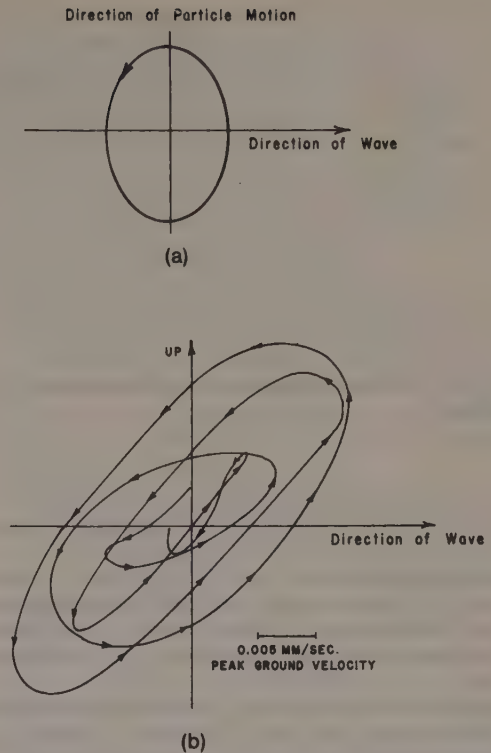 Direction of Particle Motion
Direction of Wave
(a)
UP
Direction of Wave
0.005 MM/SEC.
PEAK GROUND VELOCITY
(b)